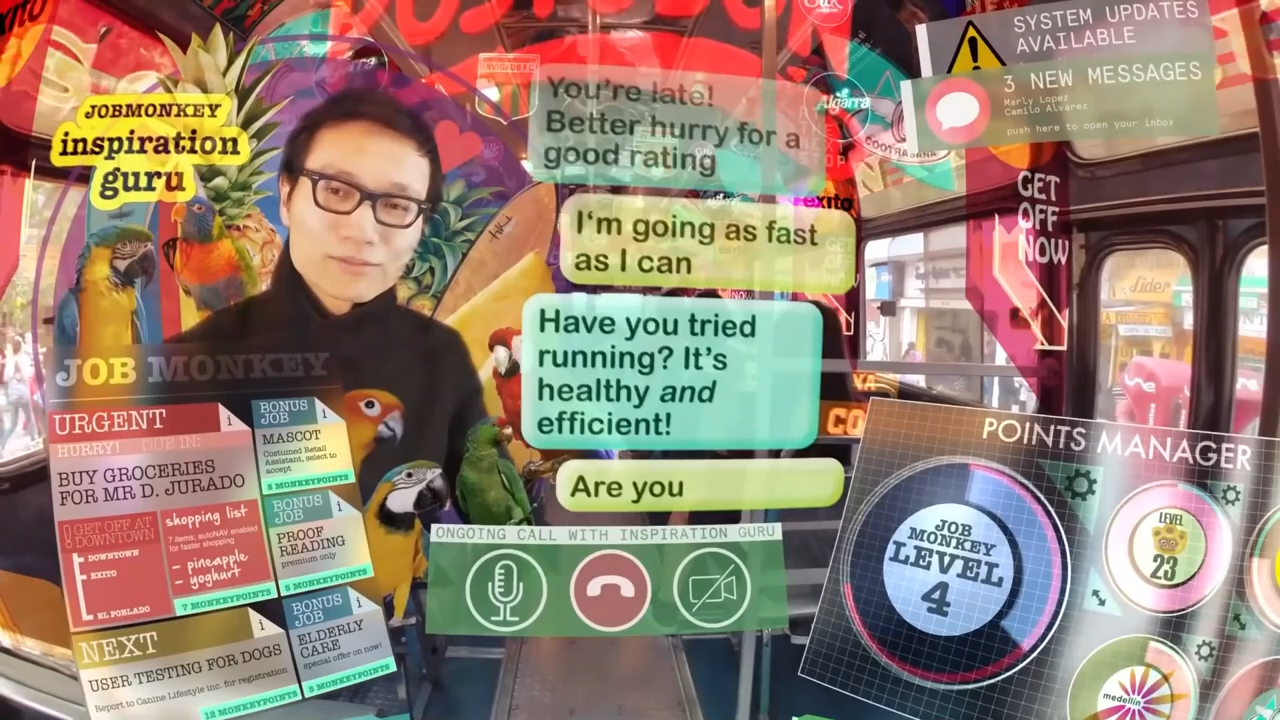 exito
JOBMONKEY
inspiration
guru
You're late!
Better hurry for a
good rating
I'm going as fast
as I can
Have you tried
running? It's
healthy and
efficient!
Are you
ONGOING CALL WITH INSPIRATION GURU
SYSTEM UPDATES
AVAILABLE
3 NEW MESSAGES
Marly Lopez
Camilo Alvarez
push here to open your inbox
Algarra
COOTRASANA
exito
tiki
GET
OFF
NOW
Sider
JOB MONKEY
URGENT
i
HURRY! DUE IN:
BUY GROCERIES
FOR MR D. JURADO
! GET OFF AT
DOWNTOWN
DOWNTOWN
EXITO
EL POBLADO
shopping list
7 items; autoNAV enabled
for faster shopping
- pineapple
- yoghurt
7 MONKEYPOINTS
BONUS
JOB
i
MASCOT
Costumed Retail
Assistant, select to
accept
5 MONKEYPOINTS
BONUS
JOB
i
PROOF
READING
premium only
5 MONKEYPOINTS
NEXT
i
USER TESTING FOR DOGS
Report to Canine Lifestyle inc. for registration
12 MONKEYPOINTS
BONUS
JOB
i
ELDERLY
CARE
special offer on now!
5 MONKEYPOINTS
POINTS MANAGER
JOB
MONKEY
LEVEL
4
LEVEL
23
medellín